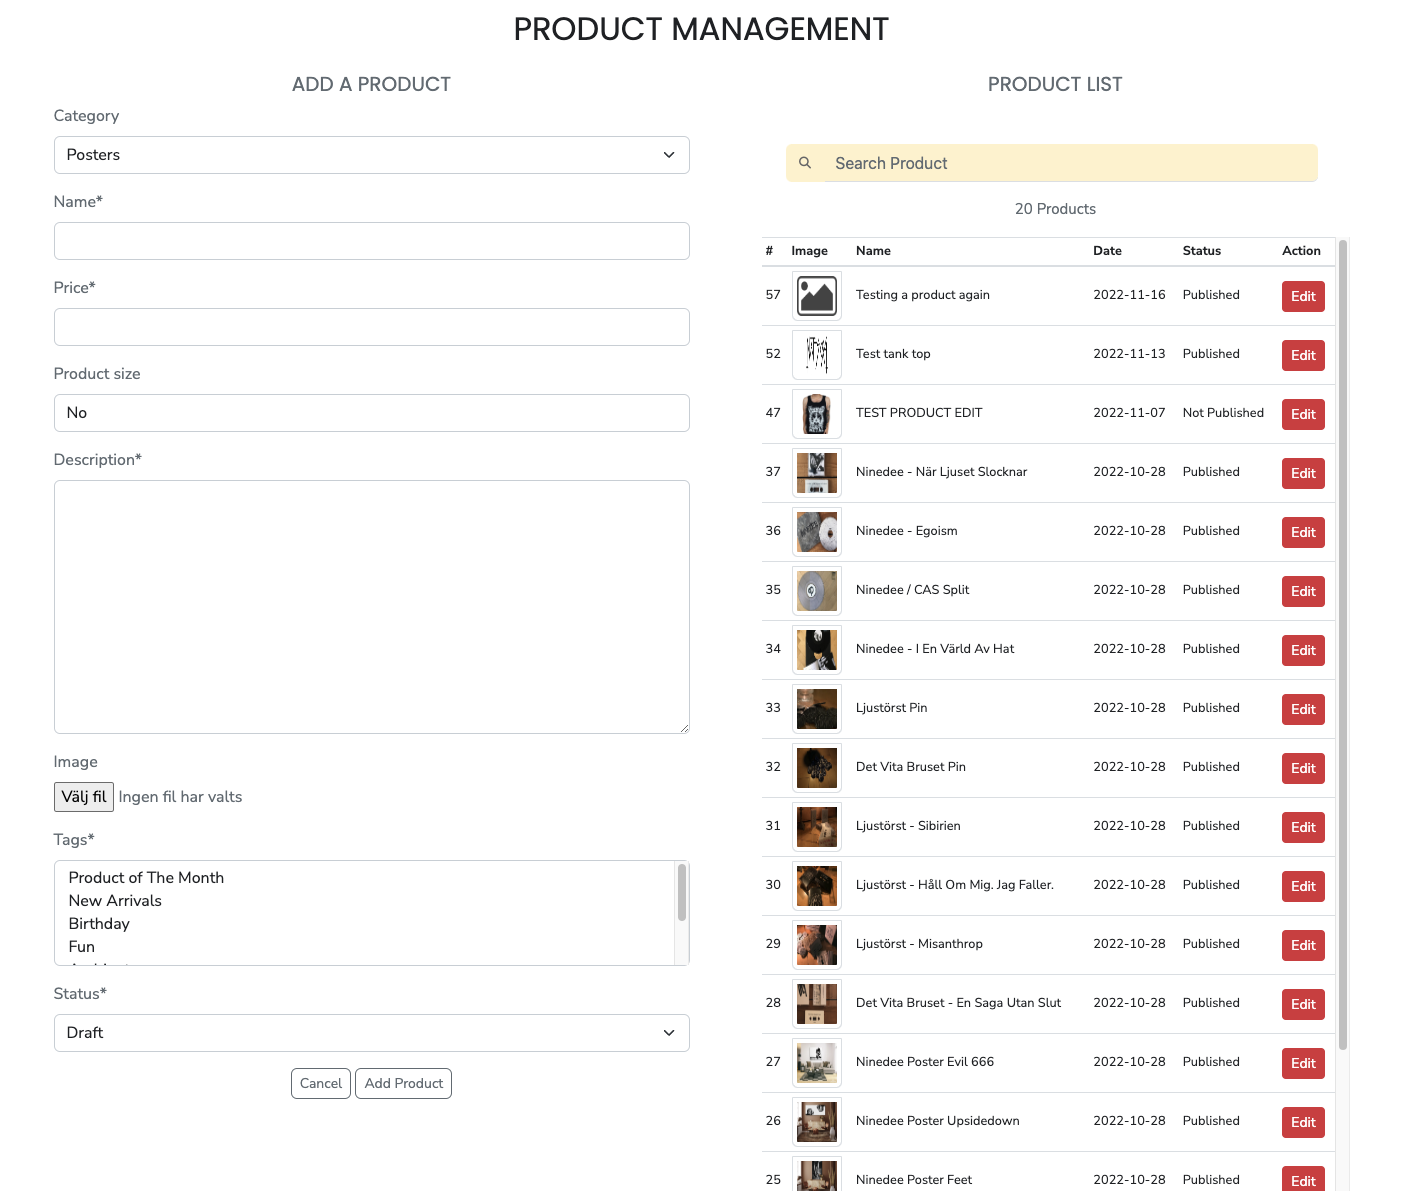 PRODUCT MANAGEMENT
ADD A PRODUCT
Category
Posters
Name*
Price*
Product size
No
Description*
Image
Välj fil Ingen fil har valts
Tags*
Product of The Month
New Arrivals
Birthday
Fun
Status*
Draft
Cancel Add Product
PRODUCT LIST
Search Product
20 Products
# Image Name Date Status Action
57 Testing a product again 2022-11-16 Published Edit
52 Test tank top 2022-11-13 Published Edit
47 TEST PRODUCT EDIT 2022-11-07 Not Published Edit
37 Ninedee - När Ljuset Slocknar 2022-10-28 Published Edit
36 Ninedee - Egoism 2022-10-28 Published Edit
35 Ninedee / CAS Split 2022-10-28 Published Edit
34 Ninedee - I En Värld Av Hat 2022-10-28 Published Edit
33 Ljustörst Pin 2022-10-28 Published Edit
32 Det Vita Bruset Pin 2022-10-28 Published Edit
31 Ljustörst - Sibirien 2022-10-28 Published Edit
30 Ljustörst - Håll Om Mig. Jag Faller. 2022-10-28 Published Edit
29 Ljustörst - Misanthrop 2022-10-28 Published Edit
28 Det Vita Bruset - En Saga Utan Slut 2022-10-28 Published Edit
27 Ninedee Poster Evil 666 2022-10-28 Published Edit
26 Ninedee Poster Upsidedown 2022-10-28 Published Edit
25 Ninedee Poster Feet 2022-10-28 Published Edit